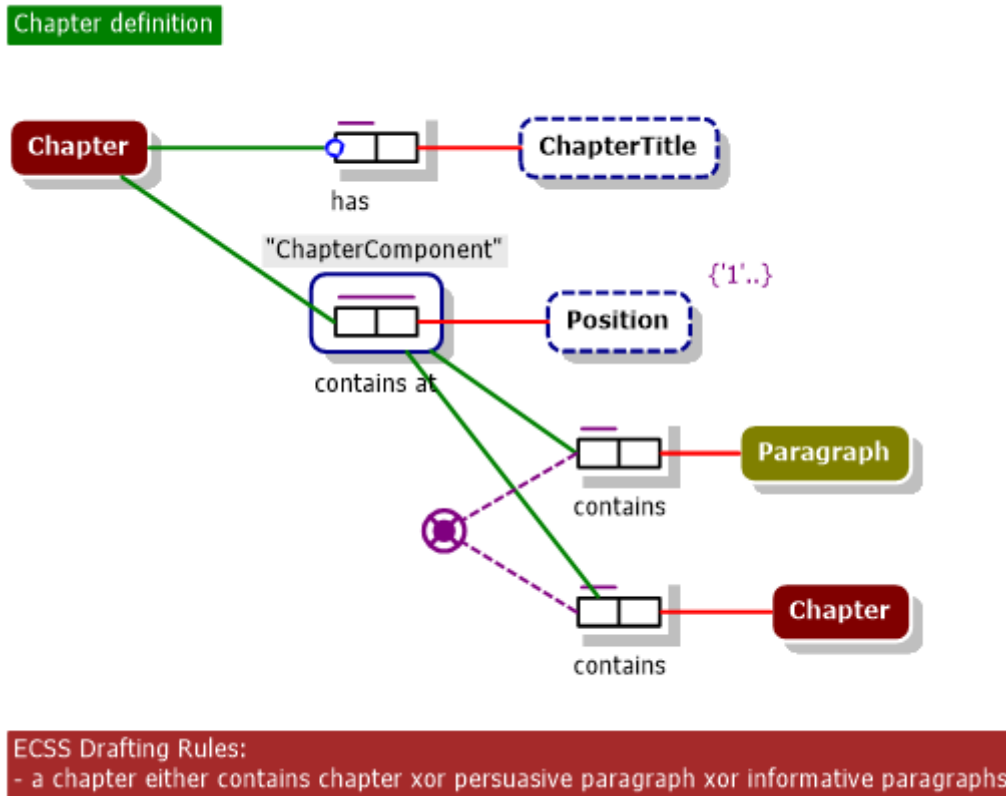 Chapter definition
Chapter
ChapterTitle
has
"ChapterComponent"
{'1'..}
Position
contains at
Paragraph
contains
Chapter
contains
ECSS Drafting Rules:
- a chapter either contains chapter xor persuasive paragraph xor informative paragraphs